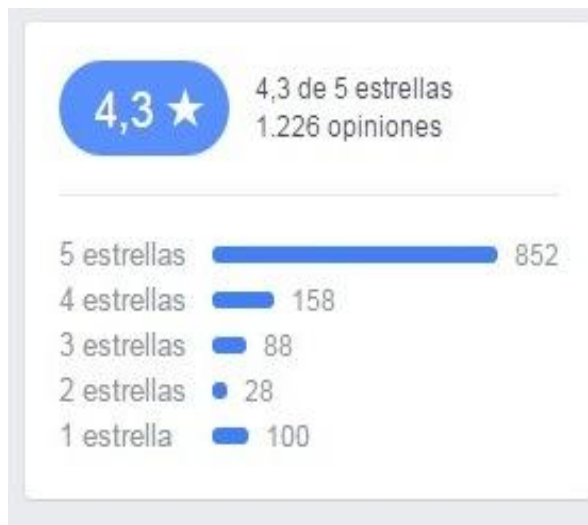 4,3 ★
4,3 de 5 estrellas
1.226 opiniones
5 estrellas 852
4 estrellas 158
3 estrellas 88
2 estrellas 28
1 estrella 100